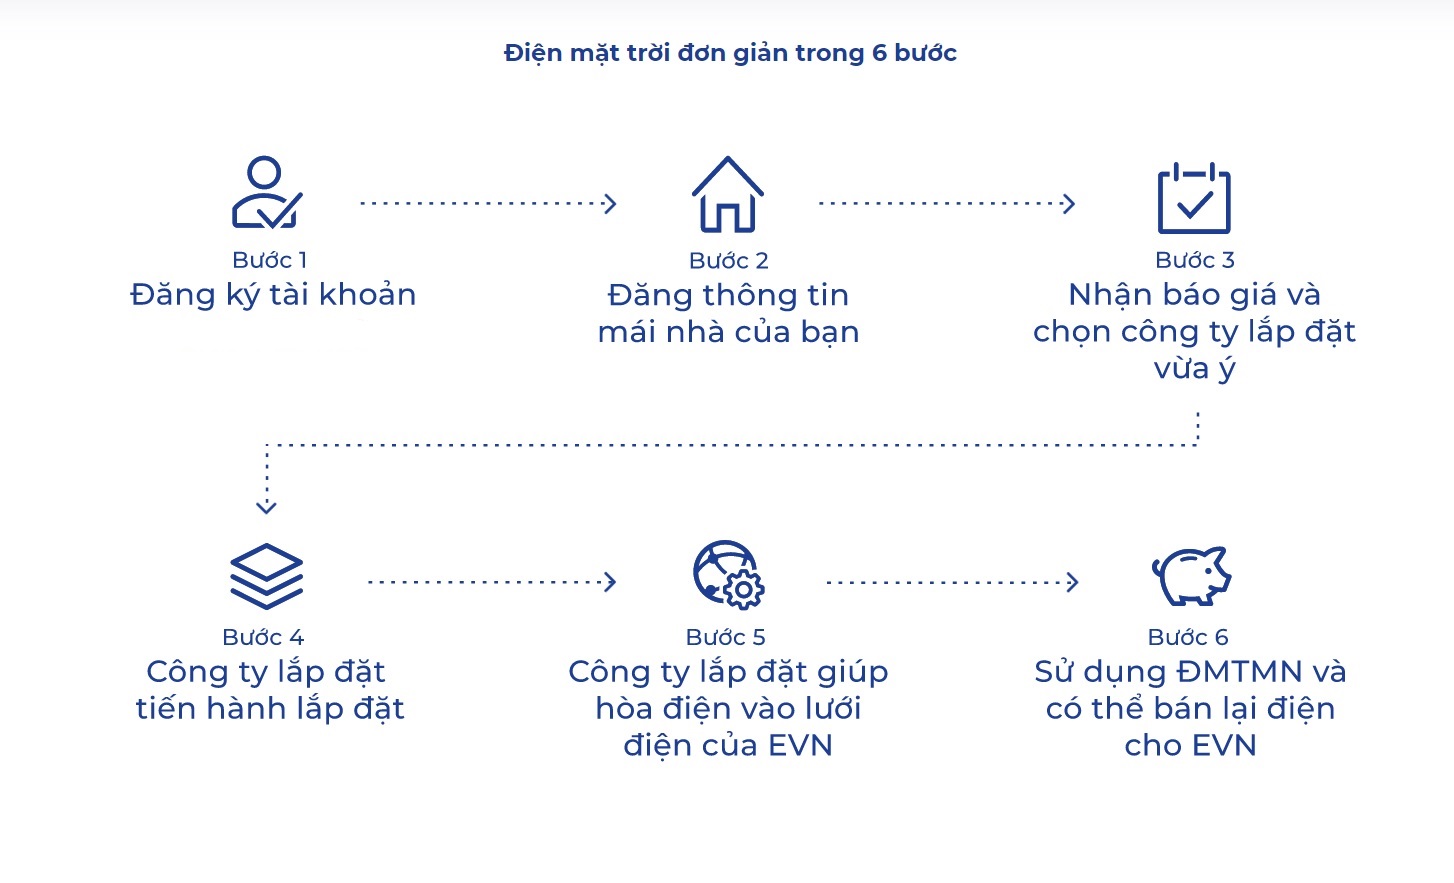 Điện mặt trời đơn giản trong 6 bước
Bước 1
Đăng ký tài khoản
Bước 2
Đăng thông tin
mái nhà của bạn
Bước 3
Nhận báo giá và
chọn công ty lắp đặt
vừa ý
Bước 4
Công ty lắp đặt
tiến hành lắp đặt
Bước 5
Công ty lắp đặt giúp
hòa điện vào lưới
điện của EVN
Bước 6
Sử dụng ĐMTMN và
có thể bán lại điện
cho EVN